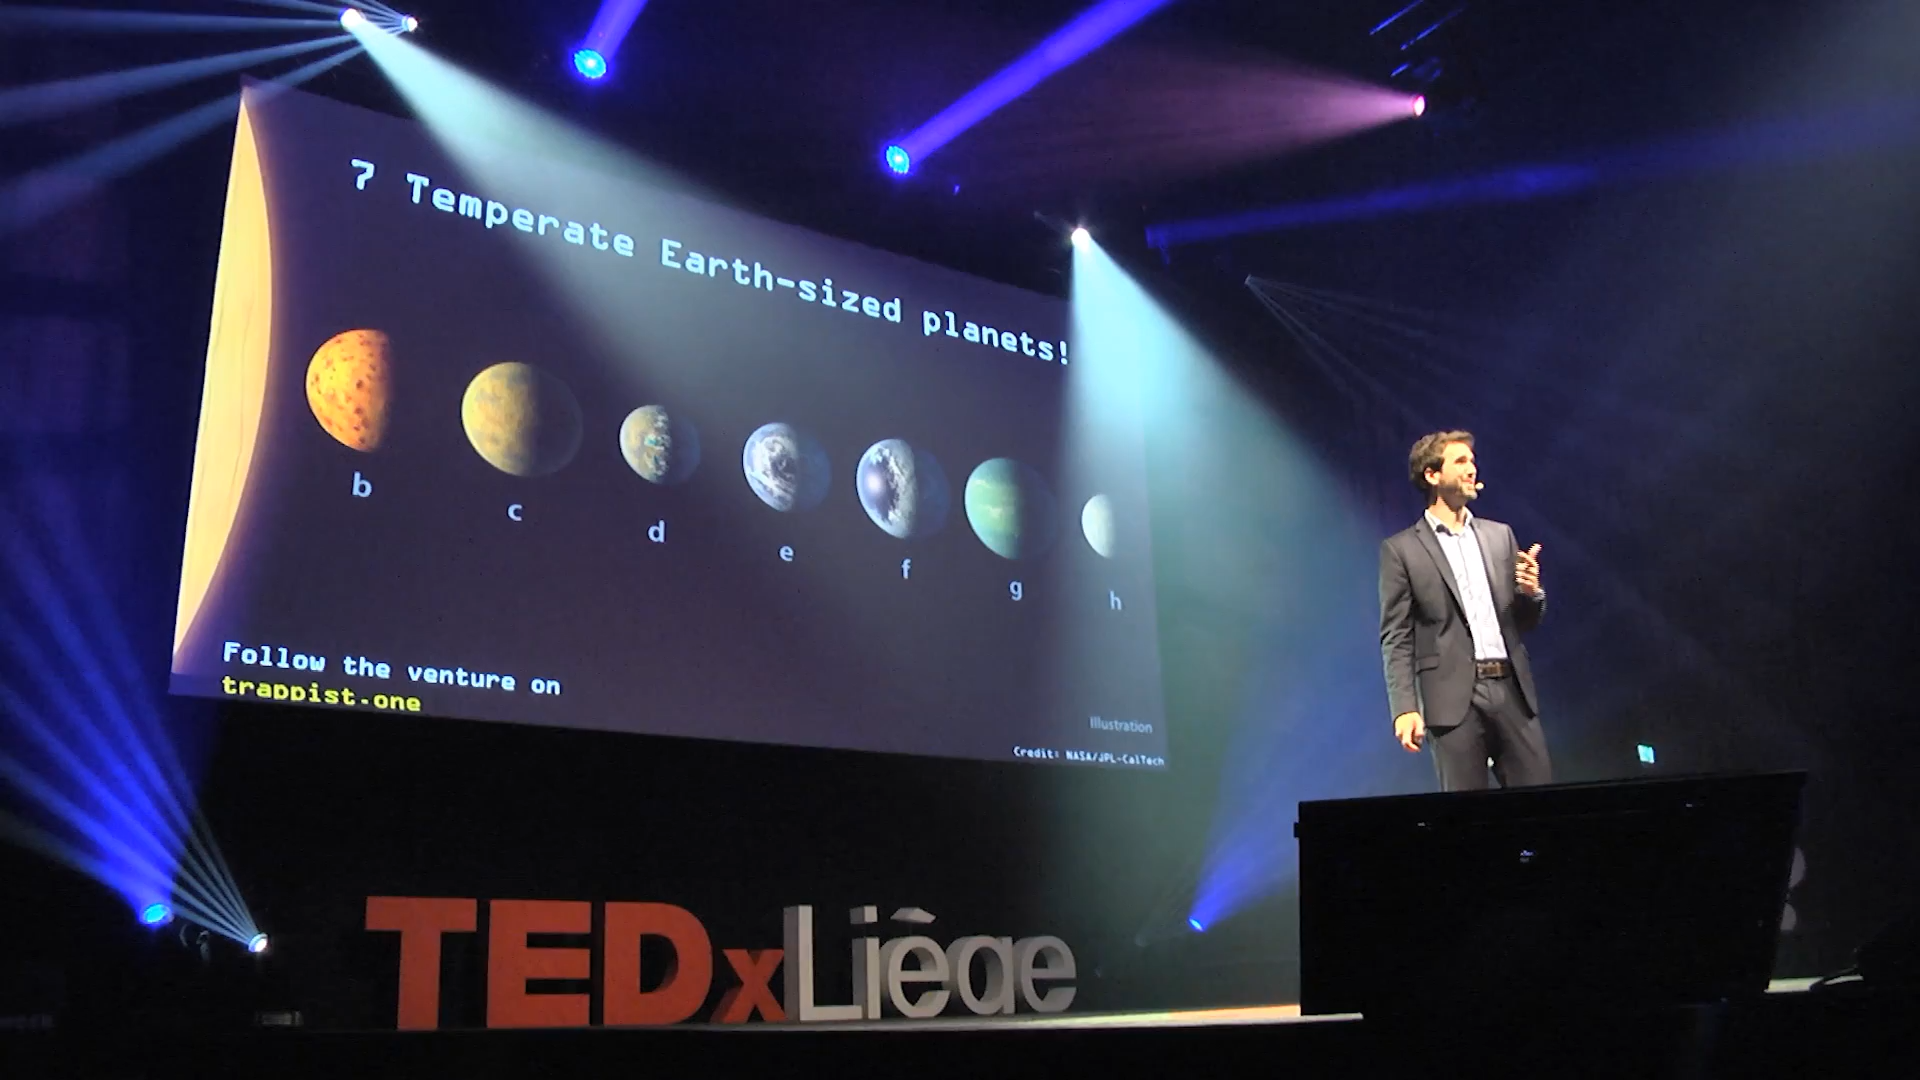 7 Temperate Earth-sized planets!
b
c
d
e
f
g
h
Follow the venture on
trappist.one
Illustration
Credit: NASA/JPL-CalTech
TEDxLiège